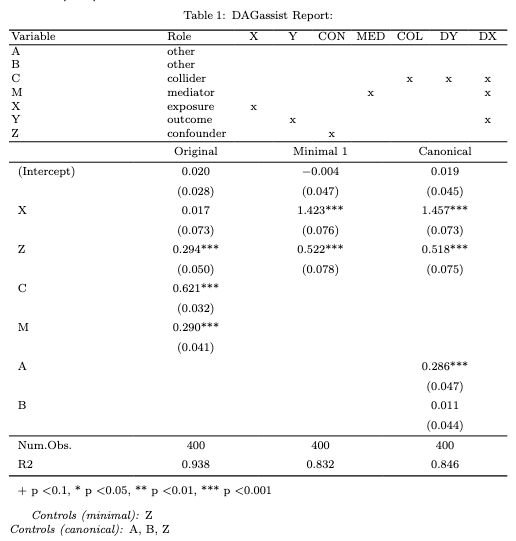 Table 1: DAGassist Report:
Variable Role X Y CON MED COL DY DX
A other
B other
C collider x x x
M mediator x x
X exposure x
Y outcome x x
Z confounder x
Original Minimal 1 Canonical
(Intercept) 0.020 −0.004 0.019
(0.028) (0.047) (0.045)
X 0.017 1.423*** 1.457***
(0.073) (0.076) (0.073)
Z 0.294*** 0.522*** 0.518***
(0.050) (0.078) (0.075)
C 0.621***
(0.032)
M 0.290***
(0.041)
A 0.286***
(0.047)
B 0.011
(0.044)
Num.Obs. 400 400 400
R2 0.938 0.832 0.846
+ p <0.1, * p <0.05, ** p <0.01, *** p <0.001
Controls (minimal): Z
Controls (canonical): A, B, Z